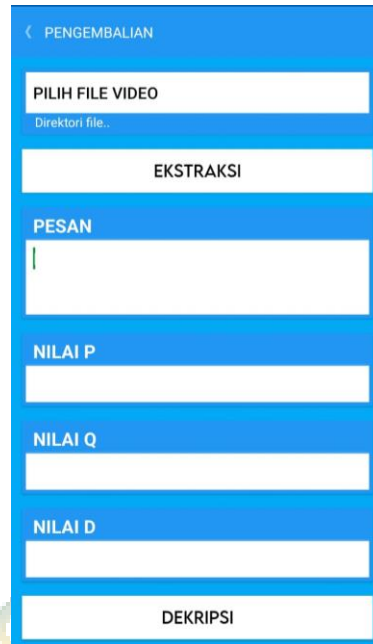 PENGEMBALIAN
PILIH FILE VIDEO
Direktori file..
EKSTRAKSI
PESAN
NILAI P
NILAI Q
NILAI D
DEKRIPSI